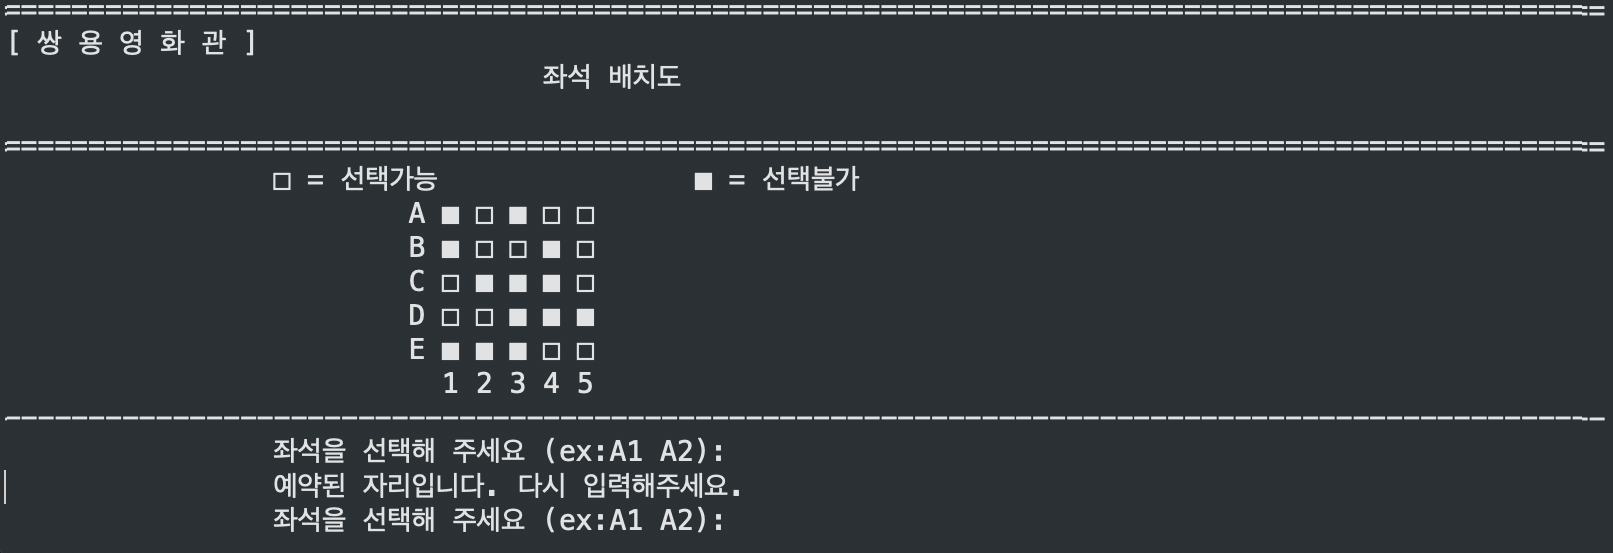 ====================================================================================================
[ 쌍 용 영 화 관 ]
좌석 배치도
====================================================================================================
□ = 선택가능 ■ = 선택불가
A ■ □ ■ □ □
B ■ □ □ ■ □
C □ ■ ■ ■ □
D □ □ ■ ■ ■
E ■ ■ ■ □ □
1 2 3 4 5
----------------------------------------------------------------------------------------------------
좌석을 선택해 주세요 (ex:A1 A2):
예약된 자리입니다. 다시 입력해주세요.
좌석을 선택해 주세요 (ex:A1 A2):